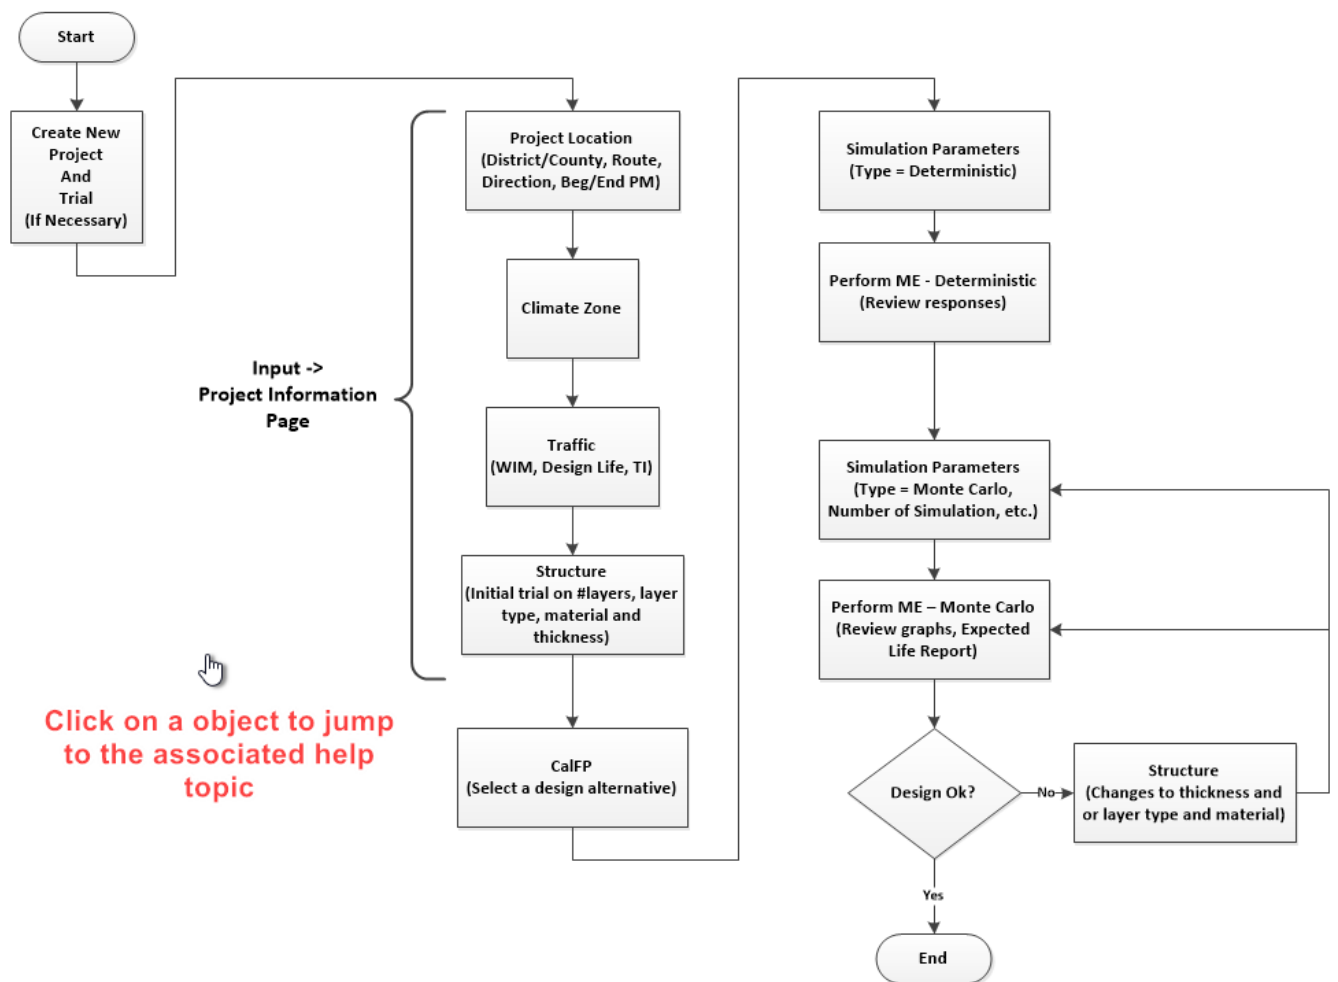 Start
Create New
Project
And
Trial
(If Necessary)
Input ->
Project Information
Page
Click on a object to jump
to the associated help
topic
Project Location
(District/County, Route,
Direction, Beg/End PM)
Climate Zone
Traffic
(WIM, Design Life, TI)
Structure
(Initial trial on #layers, layer
type, material and
thickness)
CalFP
(Select a design alternative)
Simulation Parameters
(Type = Deterministic)
Perform ME - Deterministic
(Review responses)
Simulation Parameters
(Type = Monte Carlo,
Number of Simulation, etc.)
Perform ME – Monte Carlo
(Review graphs, Expected
Life Report)
Design Ok?
No
Structure
(Changes to thickness and
or layer type and material)
Yes
End